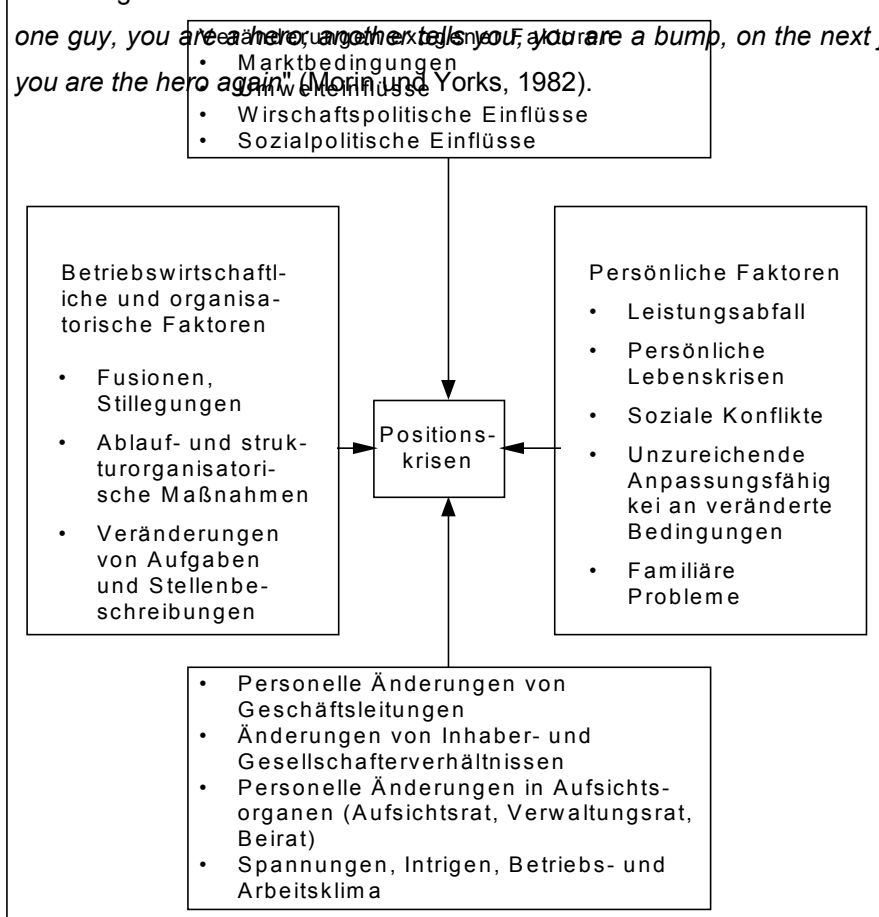 one guy, you are a hero, another tells you, you are a bump, on the next
you are the hero again" (Morin und Yorks, 1982).
Veränderungen exogener Faktoren
• Marktbedingungen
• Umwelteinflüsse
• Wirschaftspolitische Einflüsse
• Sozialpolitische Einflüsse
Betriebswirtschaftl-
iche und organisa-
torische Faktoren
• Fusionen,
Stillegungen
• Ablauf- und struk-
turorganisatori-
sche Maßnahmen
• Veränderungen
von Aufgaben
und Stellenbe-
schreibungen
Positions-
krisen
Persönliche Faktoren
• Leistungsabfall
• Persönliche
Lebenskrisen
• Soziale Konflikte
• Unzureichende
Anpassungsfähig
kei an veränderte
Bedingungen
• Familiäre
Probleme
• Personelle Änderungen von
Geschäftsleitungen
• Änderungen von Inhaber- und
Gesellschafterverhältnissen
• Personelle Änderungen in Aufsichts-
organen (Aufsichtsrat, Verwaltungsrat,
Beirat)
• Spannungen, Intrigen, Betriebs- und
Arbeitsklima